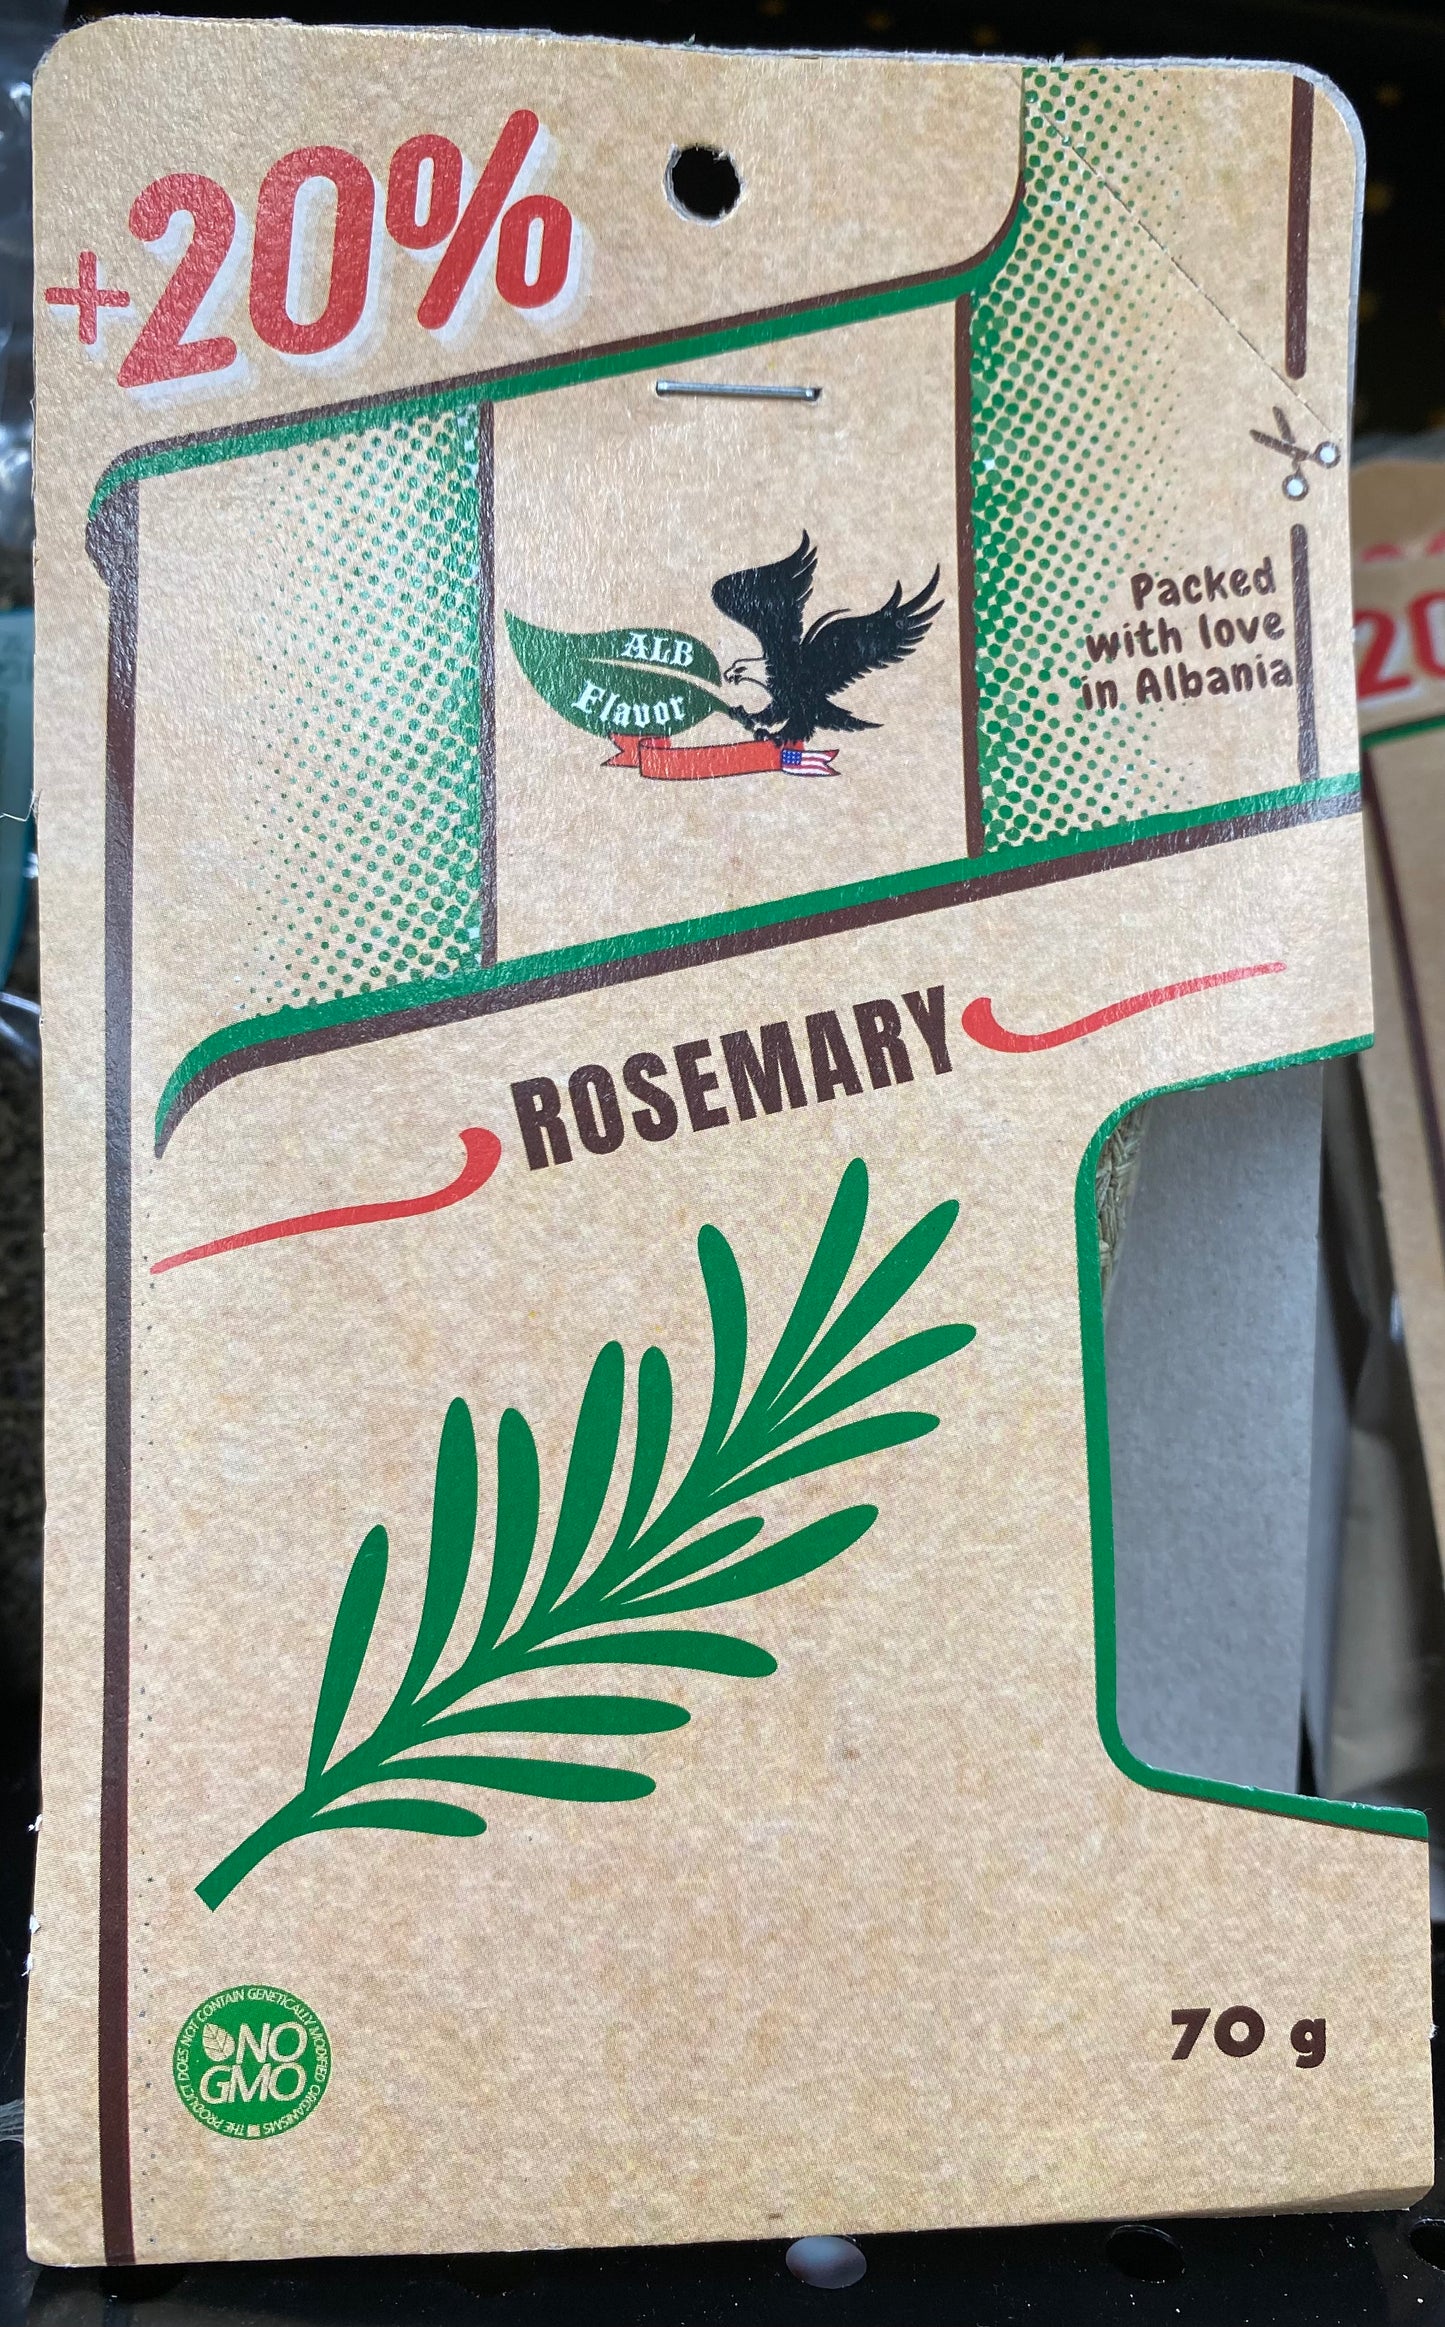 +20%
ALB
Flavor
Packed
with love
in Albania
ROSEMARY
NO
GMO
THE PRODUCT DOES NOT CONTAIN GENETICALLY MODIFIED ORGANISMS
70 g
20